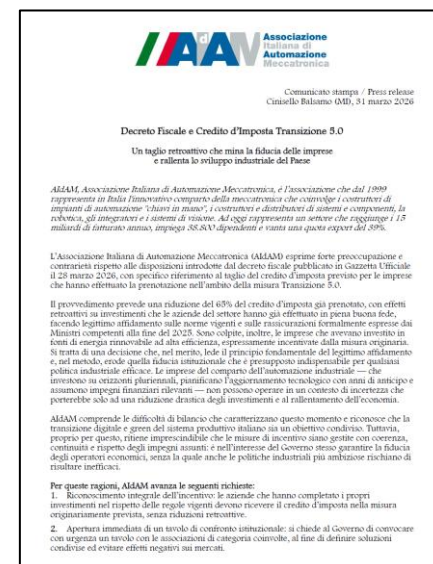 AIdAM
Associazione
Italiana di
Automazione
Meccatronica
Comunicato stampa / Press release
Cinisello Balsamo (MI), 31 marzo 2026
Decreto Fiscale e Credito d'Imposta Transizione 5.0
Un taglio retroattivo che mina la fiducia delle imprese
e rallenta lo sviluppo industriale del Paese
AIdAM, Associazione Italiana di Automazione Meccatronica, è l'associazione che dal 1999
rappresenta in Italia l'innovativo comparto della meccatronica che coinvolge i costruttori di
impianti di automazione "chiavi in mano", i costruttori e distributori di sistemi e componenti, la
robotica, gli integratori e i sistemi di visione. Ad oggi rappresenta un settore che raggiunge i 15
miliardi di fatturato annuo, impiega 38.800 dipendenti e vanta una quota export del 39%.
L'Associazione Italiana di Automazione Meccatronica (AIdAM) esprime forte preoccupazione e
contrarietà rispetto alle disposizioni introdotte dal decreto fiscale pubblicato in Gazzetta Ufficiale
il 28 marzo 2026, con specifico riferimento al taglio del credito d'imposta previsto per le imprese
che hanno effettuato la prenotazione nell'ambito della misura Transizione 5.0.
Il provvedimento prevede una riduzione del 65% del credito d'imposta già prenotato, con effetti
retroattivi su investimenti che le aziende del settore hanno già effettuato in piena buona fede,
facendo legittimo affidamento sulle norme vigenti e sulle rassicurazioni formalmente espresse dai
Ministri competenti alla fine del 2025. Sono colpite, inoltre, le imprese che avevano investito in
fonti di energia rinnovabile ad alta efficienza, espressamente incentivate dalla misura originaria.
Si tratta di una decisione che, nel merito, lede il principio fondamentale del legittimo affidamento
e, nel metodo, erode quella fiducia istituzionale che è presupposto indispensabile per qualsiasi
politica industriale efficace. Le imprese del comparto dell'automazione industriale — che
investono su orizzonti pluriennali, pianificano l'aggiornamento tecnologico con anni di anticipo e
assumono impegni finanziari rilevanti — non possono operare in un contesto di incertezza che
porterebbe solo ad una riduzione drastica degli investimenti e al rallentamento dell'economia.
AIdAM comprende le difficoltà di bilancio che caratterizzano questo momento e riconosce che la
transizione digitale e green del sistema produttivo italiano sia un obiettivo condiviso. Tuttavia,
proprio per questo, ritiene imprescindibile che le misure di incentivo siano gestite con coerenza,
continuità e rispetto degli impegni assunti: è nell'interesse del Governo stesso garantire la fiducia
degli operatori economici, senza la quale anche le politiche industriali più ambiziose rischiano di
risultare inefficaci.
Per queste ragioni, AIdAM avanza le seguenti richieste:
1. Riconoscimento integrale dell'incentivo: le aziende che hanno completato i propri
investimenti nel rispetto delle regole vigenti devono ricevere il credito d'imposta nella misura
originariamente prevista, senza riduzioni retroattive.
2. Apertura immediata di un tavolo di confronto istituzionale: si chiede al Governo di convocare
con urgenza un tavolo con le associazioni di categoria coinvolte, al fine di definire soluzioni
condivise ed evitare effetti negativi sui mercati.